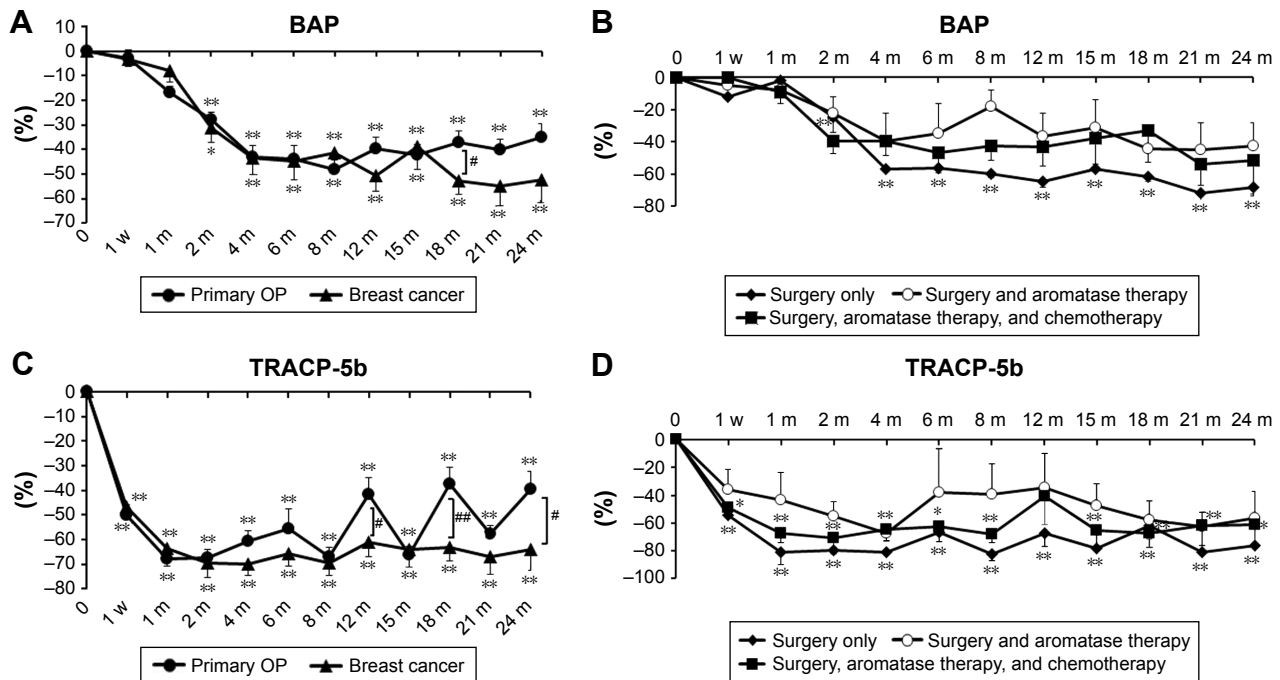 A
BAP
10
0
–10
–20
–30
–40
–50
–60
–70
(%)
** ** ** ** ** ** ** ** **
* ** ** ** ** ** ** ** **
#
0 1 w 1 m 2 m 4 m 6 m 8 m 12 m 15 m 18 m 21 m 24 m
Primary OP Breast cancer
B
BAP
0 1 w 1 m 2 m 4 m 6 m 8 m 12 m 15 m 18 m 21 m 24 m
0
–20
–40
–60
–80
(%)
** ** ** ** ** ** ** ** **
Surgery only Surgery and aromatase therapy
Surgery, aromatase therapy, and chemotherapy
C
TRACP-5b
0
–10
–20
–30
–40
–50
–60
–70
–80
(%)
** ** ** ** ** ** ** ** ** ** **
** ** ** ** ** ** ** ** ** ** **
# ## #
0 1 w 1 m 2 m 4 m 6 m 8 m 12 m 15 m 18 m 21 m 24 m
Primary OP Breast cancer
D
TRACP-5b
0 1 w 1 m 2 m 4 m 6 m 8 m 12 m 15 m 18 m 21 m 24 m
0
–20
–40
–60
–80
–100
(%)
* ** ** ** * ** ** ** ** *
** ** ** ** ** ** ** ** ** ** **
Surgery only Surgery and aromatase therapy
Surgery, aromatase therapy, and chemotherapy